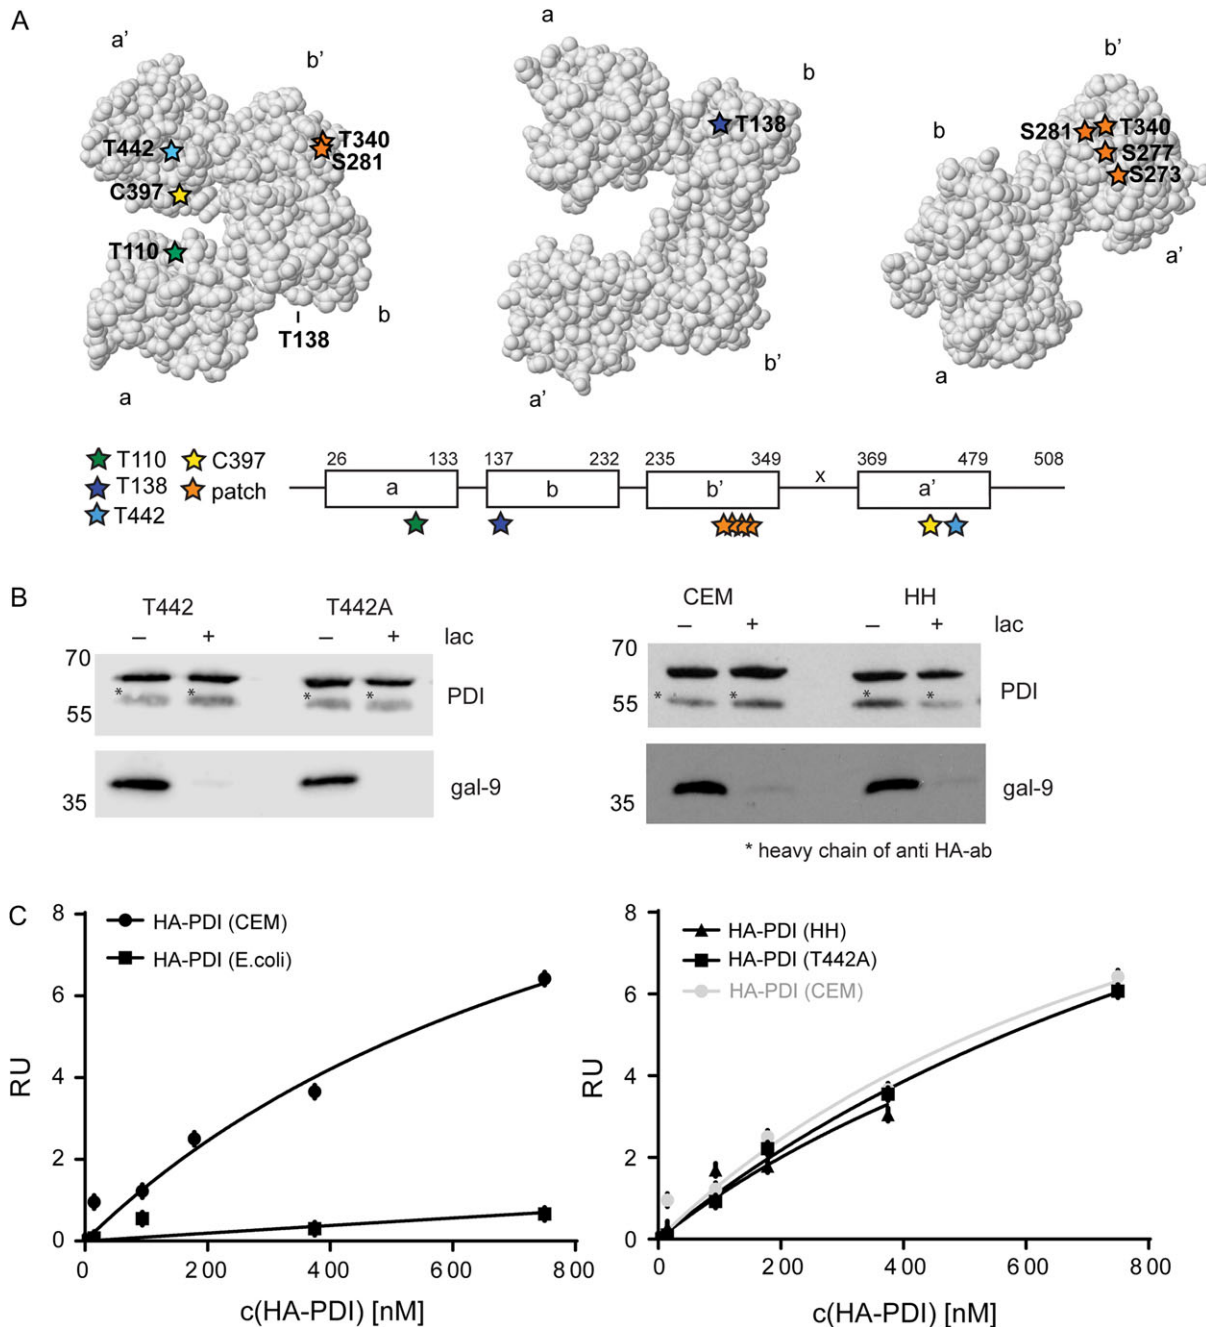 A
a’
b’
T442
T340
S281
C397
T110
T138
b
a
a
b
T138
b’
a’
b’
b
S281
T340
S277
S273
a’
a
T110
C397
T138
patch
T442
26 133 137 232 235 349 369 479 508
a b b’ x a’
B
T442 T442A
– + – + lac
70
PDI
55
gal-9
35
CEM HH
– + – + lac
70
PDI
55
gal-9
35
* heavy chain of anti HA-ab
C
HA-PDI (CEM)
HA-PDI (E.coli)
8
6
4
2
0
RU
0 200 400 600 800
c(HA-PDI) [nM]
HA-PDI (HH)
HA-PDI (T442A)
HA-PDI (CEM)
8
6
4
2
0
RU
0 200 400 600 800
c(HA-PDI) [nM]